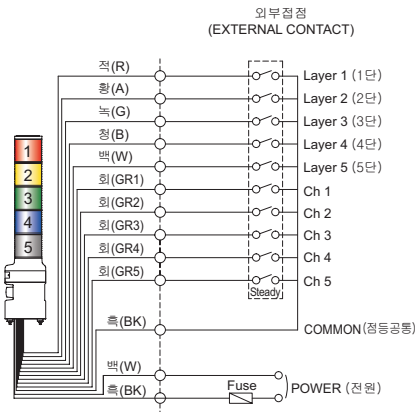 외부접점
(EXTERNAL CONTACT)
적(R)
Layer 1 (1단)
황(A)
Layer 2 (2단)
녹(G)
Layer 3 (3단)
청(B)
Layer 4 (4단)
백(W)
Layer 5 (5단)
회(GR1)
Ch 1
회(GR2)
Ch 2
회(GR3)
Ch 3
회(GR4)
Ch 4
회(GR5)
Ch 5
Steady
1
2
3
4
5
흑(BK)
COMMON (점등공통)
백(W)
흑(BK)
Fuse
POWER (전원)